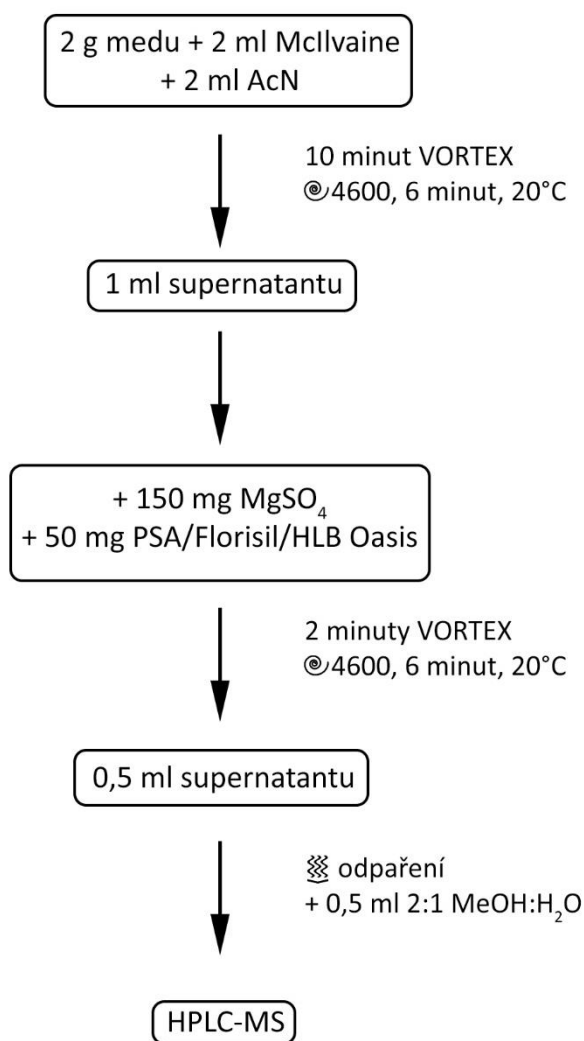 2 g medu + 2 ml McIlvaine
+ 2 ml AcN
10 minut VORTEX
4600, 6 minut, 20°C
1 ml supernatantu
+ 150 mg MgSO₄
+ 50 mg PSA/Florisil/HLB Oasis
2 minuty VORTEX
4600, 6 minut, 20°C
0,5 ml supernatantu
odpaření
+ 0,5 ml 2:1 MeOH:H₂O
HPLC-MS